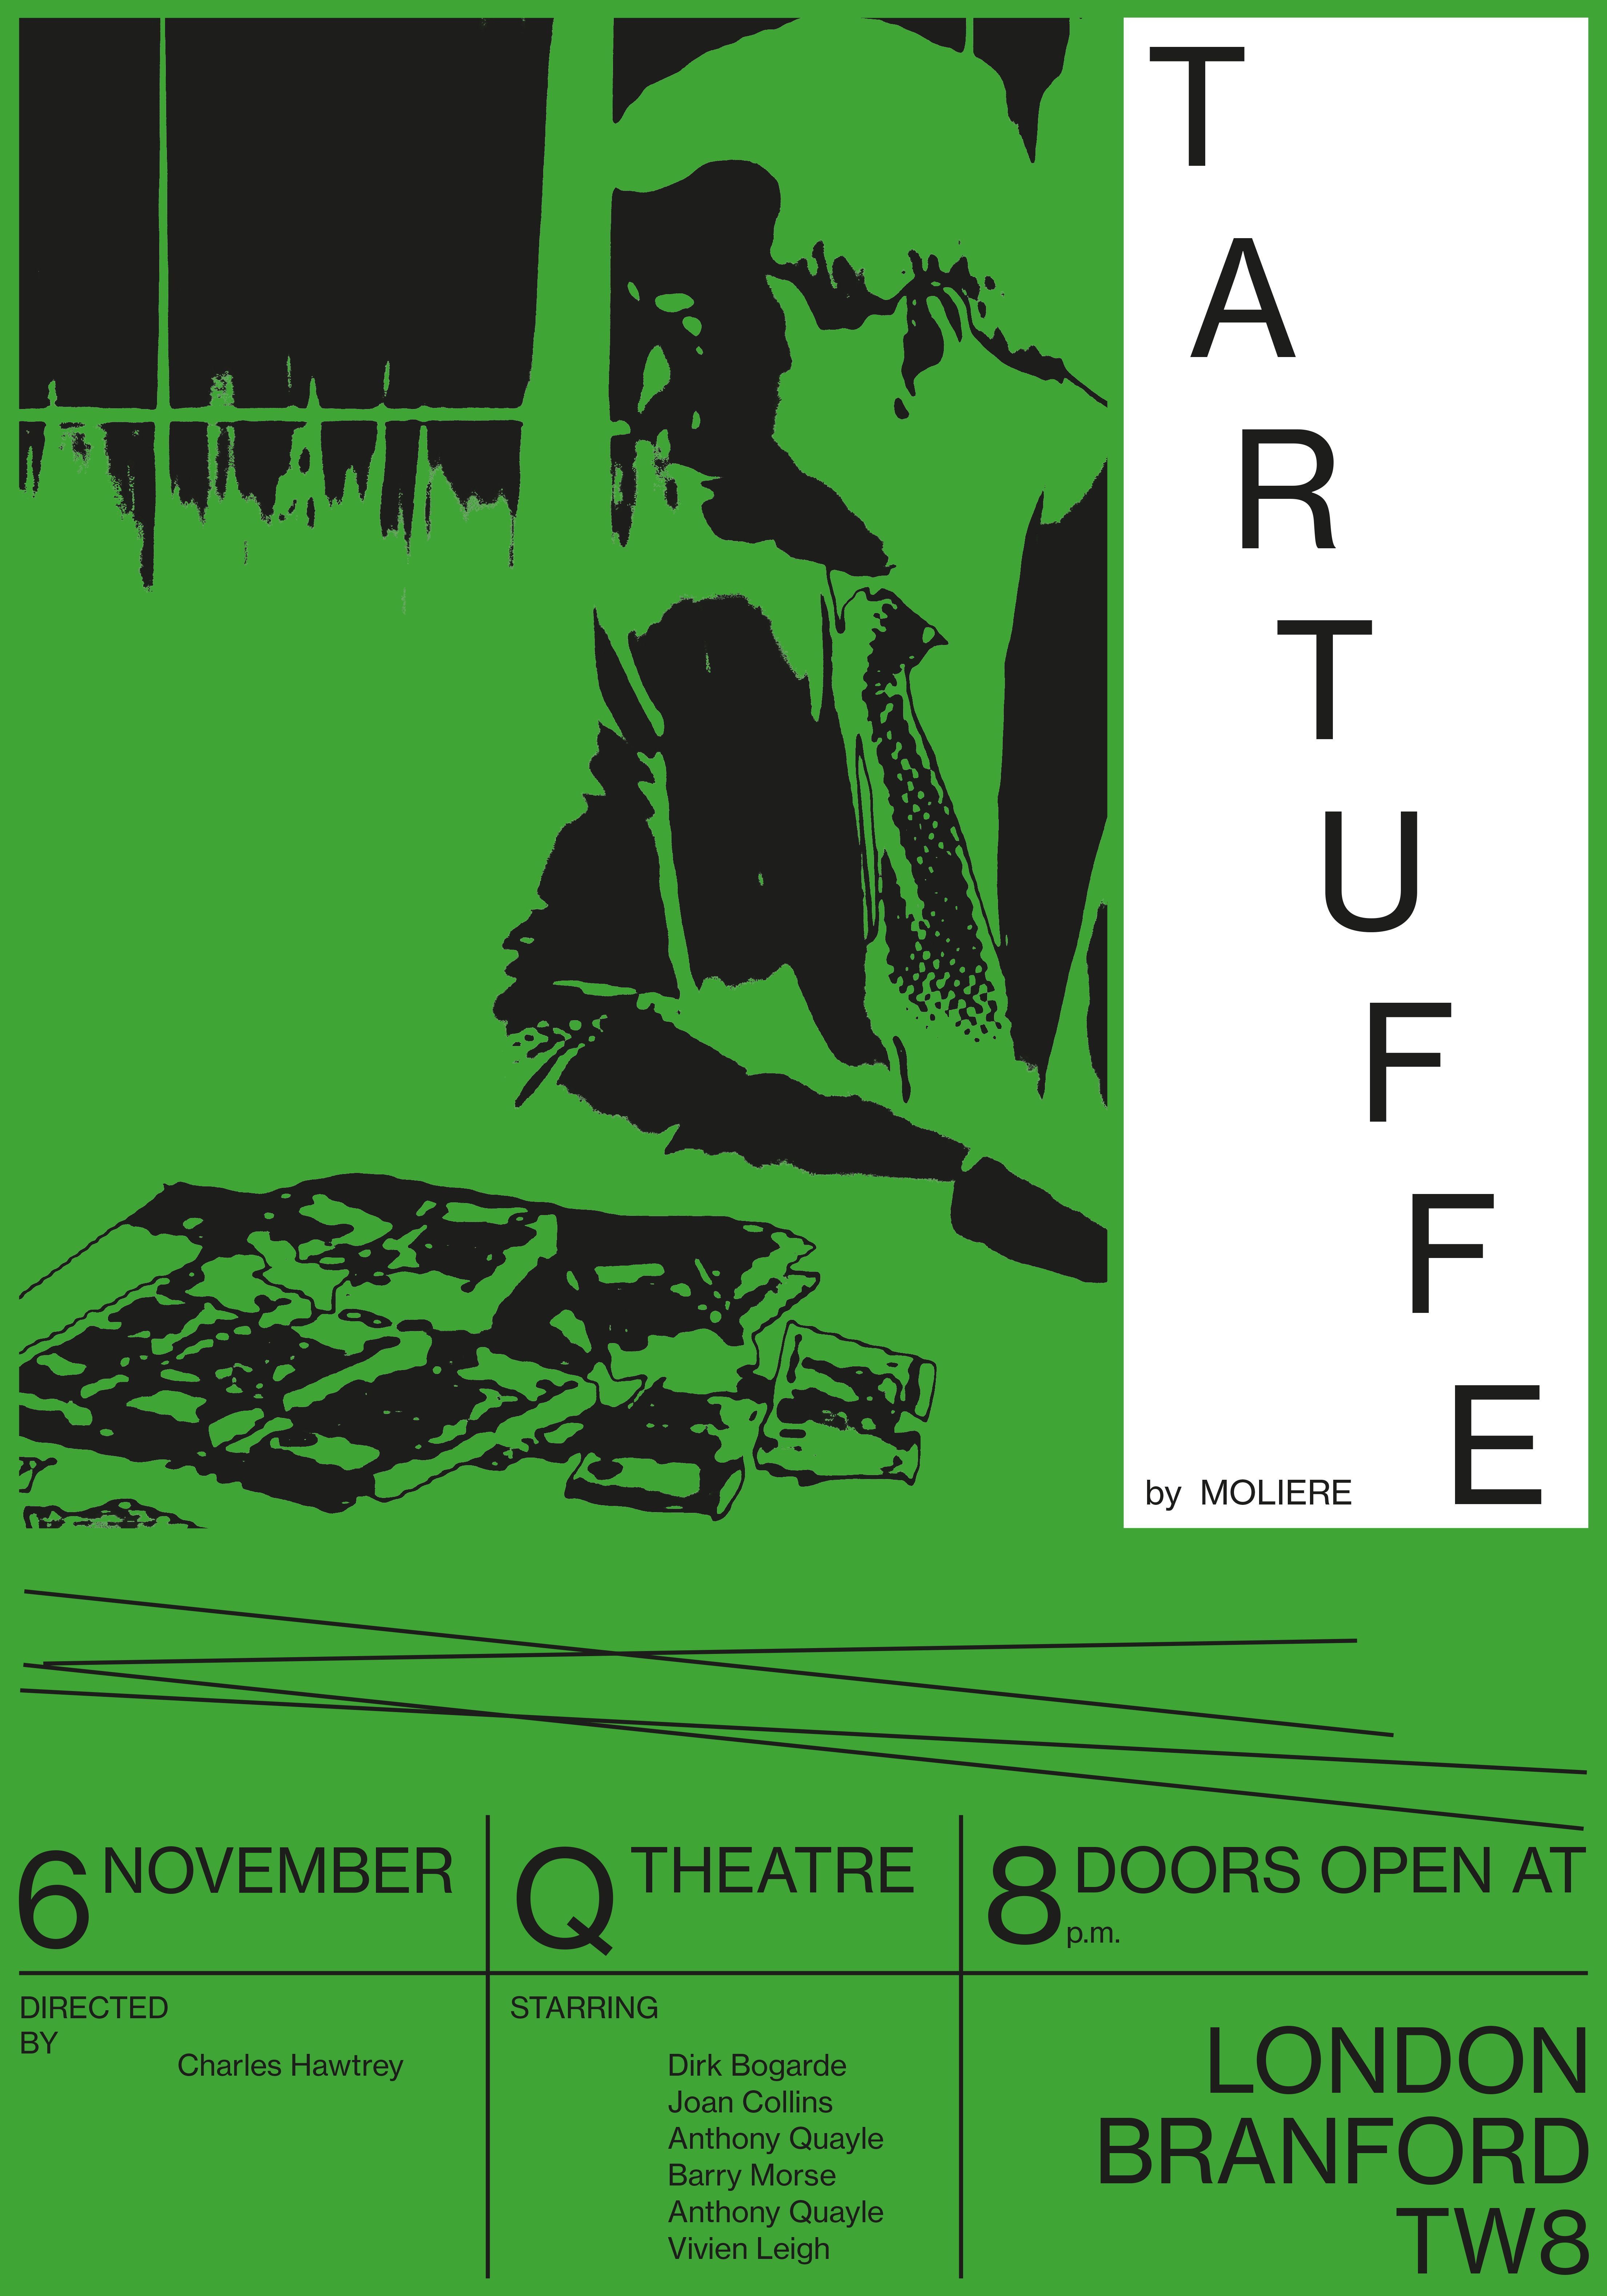 TARTUFFE
by MOLIERE
6 NOVEMBER
Q THEATRE
8 p.m. DOORS OPEN AT
DIRECTED
BY
Charles Hawtrey
STARRING
Dirk Bogarde
Joan Collins
Anthony Quayle
Barry Morse
Anthony Quayle
Vivien Leigh
LONDON
BRANFORD
TW8